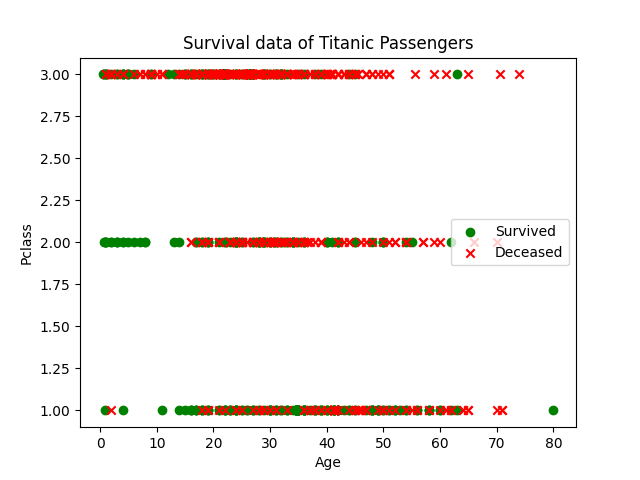 Survival data of Titanic Passengers
3.00
2.75
2.50
2.25
2.00
1.75
1.50
1.25
1.00
Pclass
Survived
Deceased
0 10 20 30 40 50 60 70 80
Age